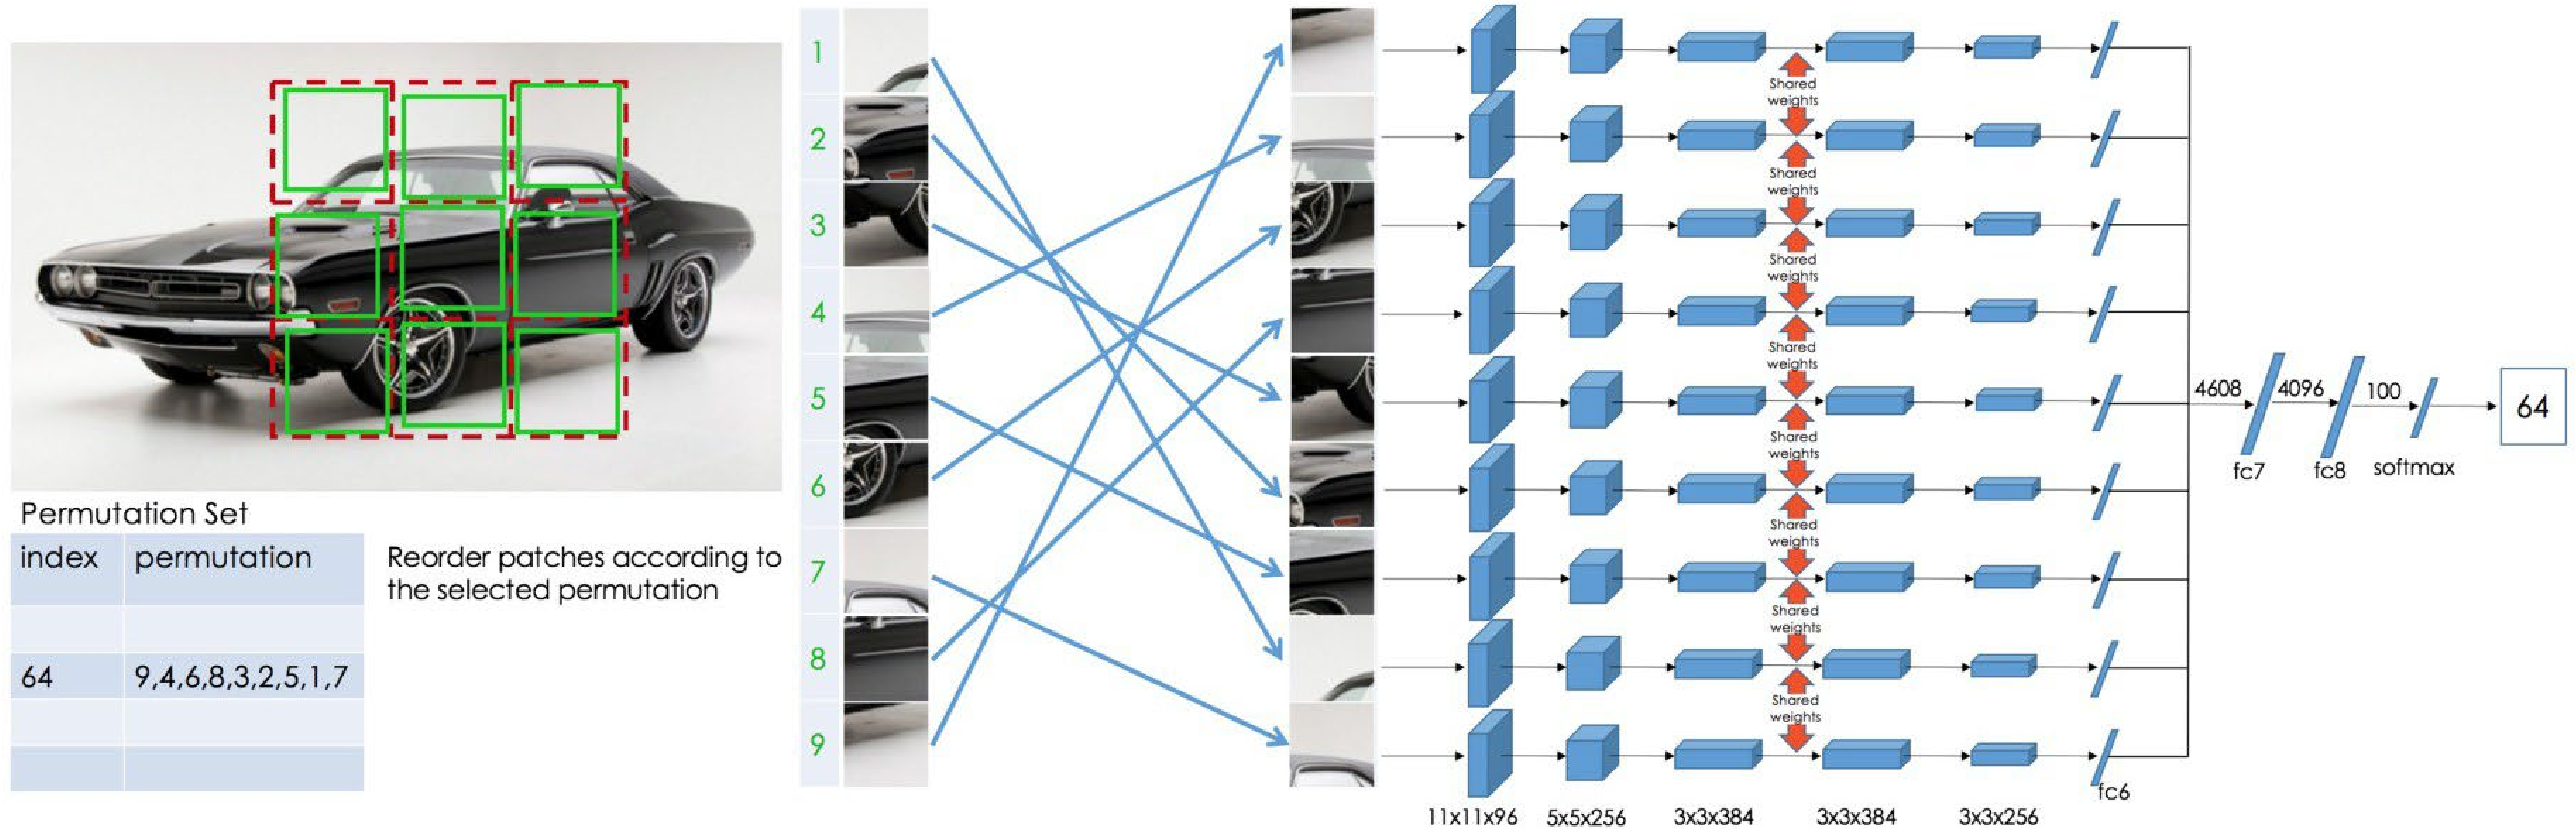 Permutation Set
index permutation
64 9,4,6,8,3,2,5,1,7
Reorder patches according to
the selected permutation
1
2
3
4
5
6
7
8
9
Shared
weights
Shared
weights
Shared
weights
Shared
weights
Shared
weights
Shared
weights
Shared
weights
Shared
weights
11x11x96 5x5x256 3x3x384 3x3x384 3x3x256
fc6
4608 4096 100
64
fc7 fc8 softmax